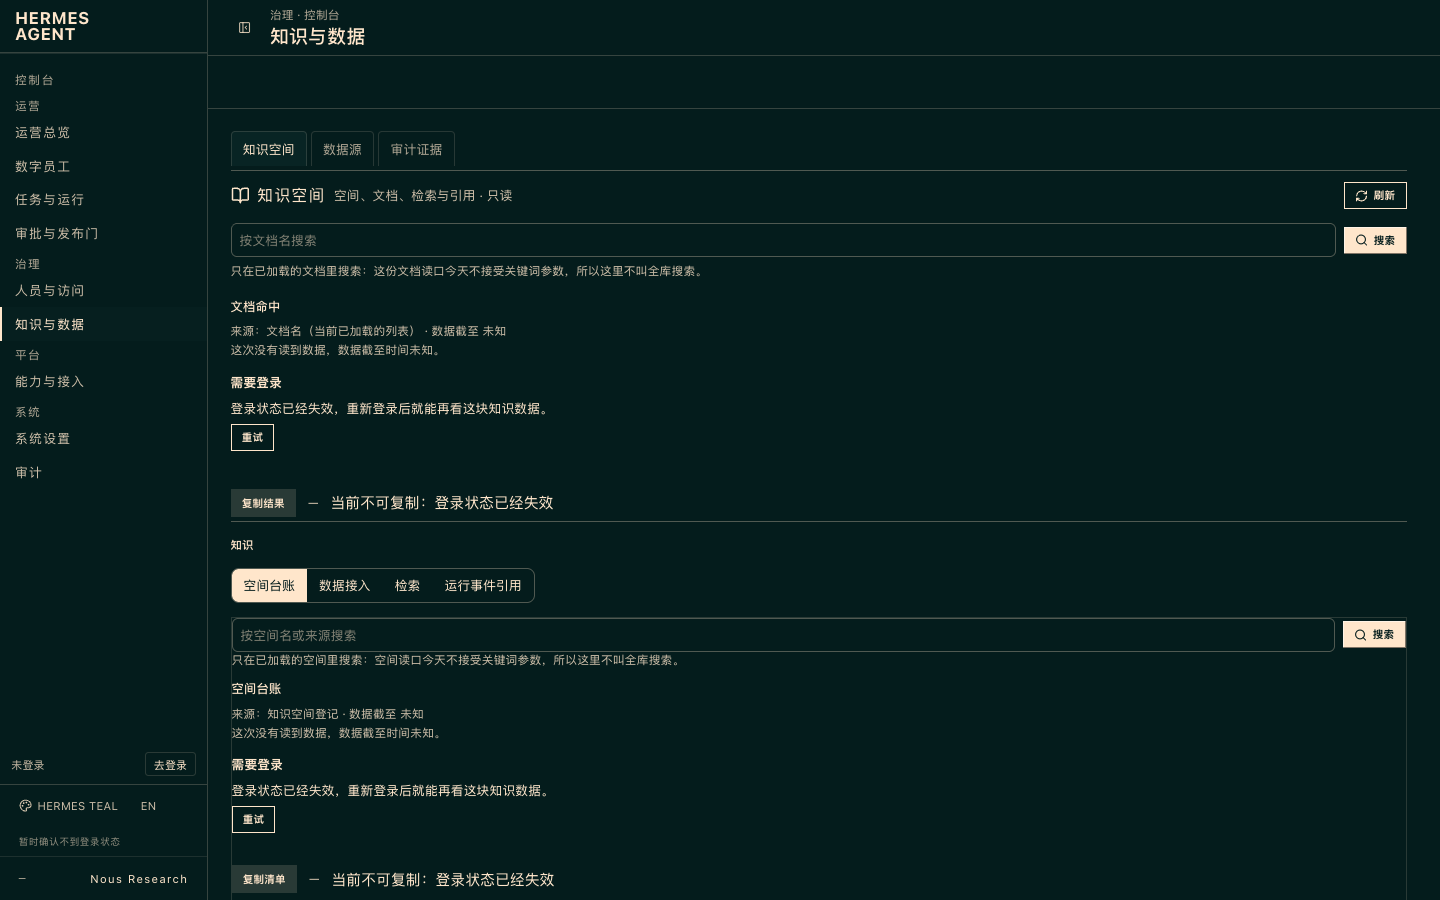 HERMES
AGENT
控制台
运营
运营总览
数字员工
任务与运行
审批与发布门
治理
人员与访问
知识与数据
平台
能力与接入
系统
系统设置
审计
未登录
去登录
HERMES TEAL
EN
暂时确认不到登录状态
—
Nous Research
治理 · 控制台
知识与数据
知识空间
数据源
审计证据
知识空间 空间、文档、检索与引用 · 只读
刷新
按文档名搜索
搜索
只在已加载的文档里搜索：这份文档读口今天不接受关键词参数，所以这里不叫全库搜索。
文档命中
来源：文档名（当前已加载的列表） · 数据截至 未知
这次没有读到数据，数据截至时间未知。
需要登录
登录状态已经失效，重新登录后就能再看这块知识数据。
重试
复制结果 — 当前不可复制：登录状态已经失效
知识
空间台账 数据接入 检索 运行事件引用
按空间名或来源搜索
搜索
只在已加载的空间里搜索：空间读口今天不接受关键词参数，所以这里不叫全库搜索。
空间台账
来源：知识空间登记 · 数据截至 未知
这次没有读到数据，数据截至时间未知。
需要登录
登录状态已经失效，重新登录后就能再看这块知识数据。
重试
复制清单 — 当前不可复制：登录状态已经失效